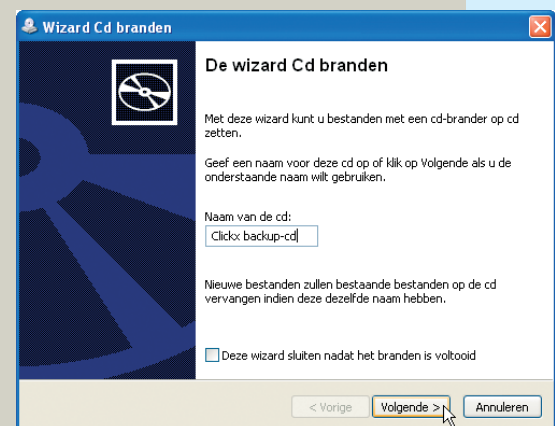 Wizard Cd branden
De wizard Cd branden
Met deze wizard kunt u bestanden met een cd-brander op cd
zetten.
Geef een naam voor deze cd op of klik op Volgende als u de
onderstaande naam wilt gebruiken.
Naam van de cd:
Clickx backup-cd
Nieuwe bestanden zullen bestaande bestanden op de cd
vervangen indien deze dezelfde naam hebben.
Deze wizard sluiten nadat het branden is voltooid
< Vorige Volgende > Annuleren